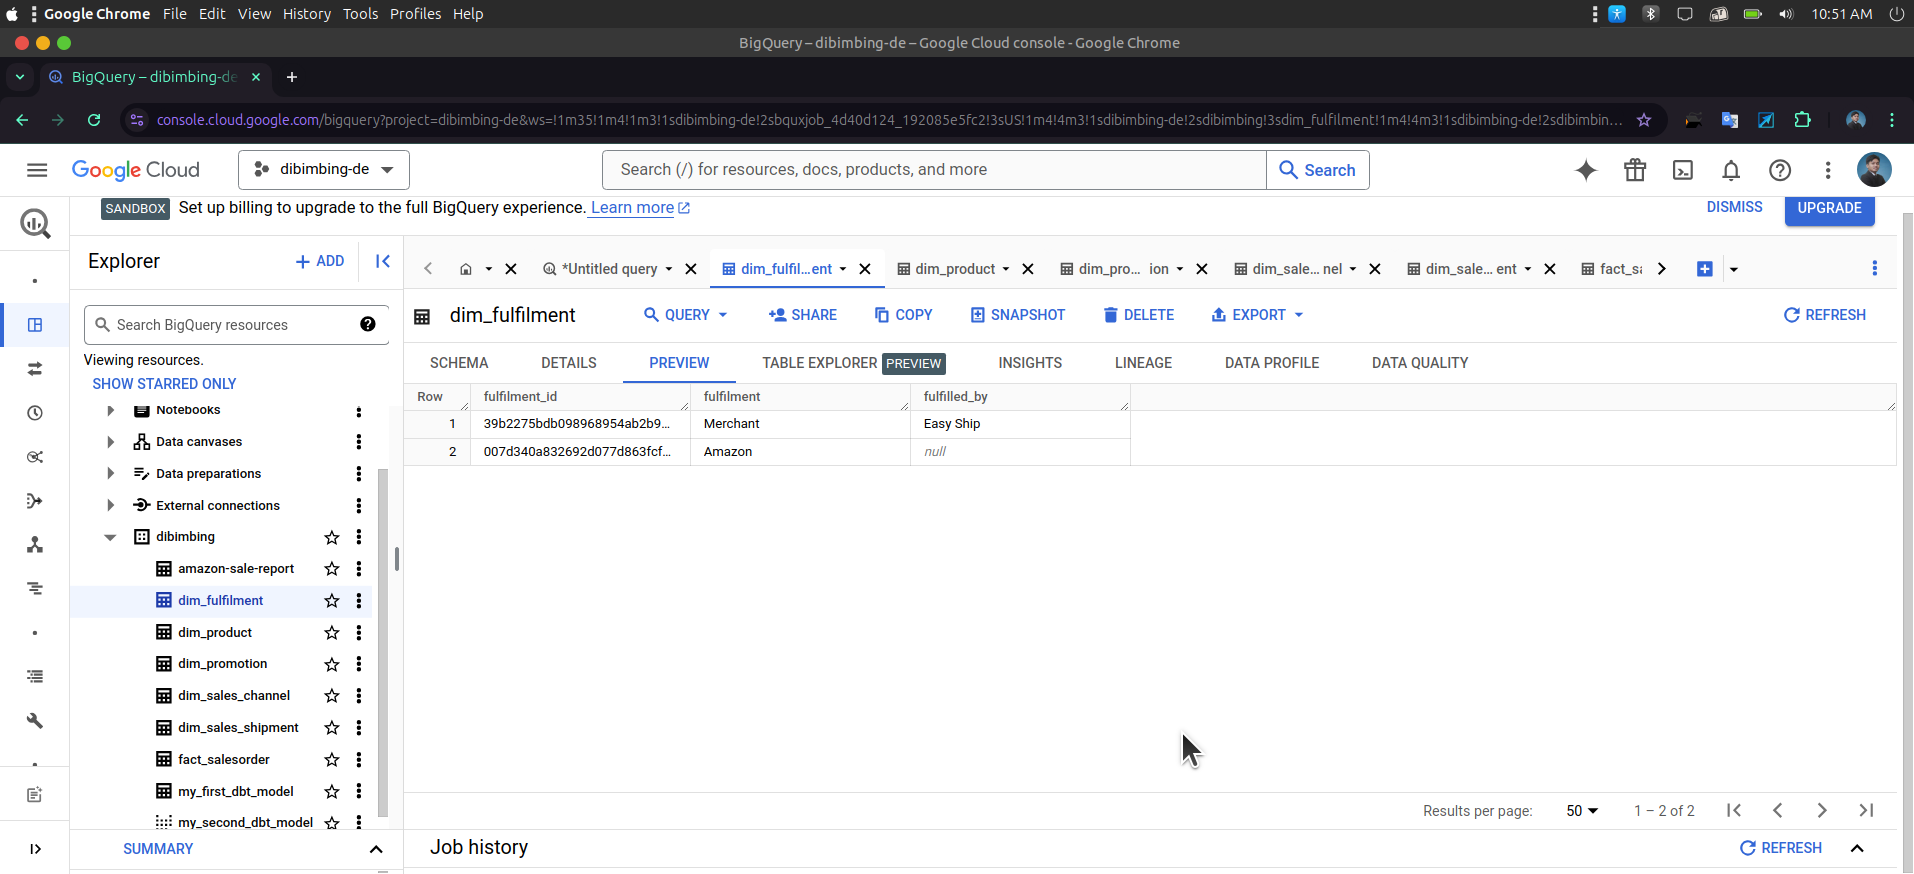 Google Chrome File Edit View History Tools Profiles Help 10:51 AM
BigQuery – dibimbing-de – Google Cloud console - Google Chrome
BigQuery – dibimbing-de
console.cloud.google.com/bigquery?project=dibimbing-de&ws=!1m35!1m4!1m3!1sdibimbing-de!2sbquxjob_4d40d124_192085e5fc2!3sUS!1m4!4m3!1sdibimbing-de!2sdibimbing!3sdim_fulfilment!1m4!4m3!1sdibimbing-de!2sdibimbin...
Google Cloud dibimbing-de Search (/) for resources, docs, products, and more Search
SANDBOX Set up billing to upgrade to the full BigQuery experience. Learn more DISMISS UPGRADE
Explorer + ADD
*Untitled query dim_fulfil...ent dim_product dim_pro... ion dim_sale... nel dim_sale... ent fact_sa
dim_fulfilment QUERY SHARE COPY SNAPSHOT DELETE EXPORT REFRESH
Search BigQuery resources
Viewing resources.
SHOW STARRED ONLY
SCHEMA DETAILS PREVIEW TABLE EXPLORER PREVIEW INSIGHTS LINEAGE DATA PROFILE DATA QUALITY
Row fulfilment_id fulfilment fulfilled_by
1 39b2275bdb098968954ab2b9... Merchant Easy Ship
2 007d340a832692d077d863fcf... Amazon null
Notebooks
Data canvases
Data preparations
External connections
dibimbing
amazon-sale-report
dim_fulfilment
dim_product
dim_promotion
dim_sales_channel
dim_sales_shipment
fact_salesorder
my_first_dbt_model
my_second_dbt_model
SUMMARY
Results per page: 50 1 – 2 of 2
Job history REFRESH